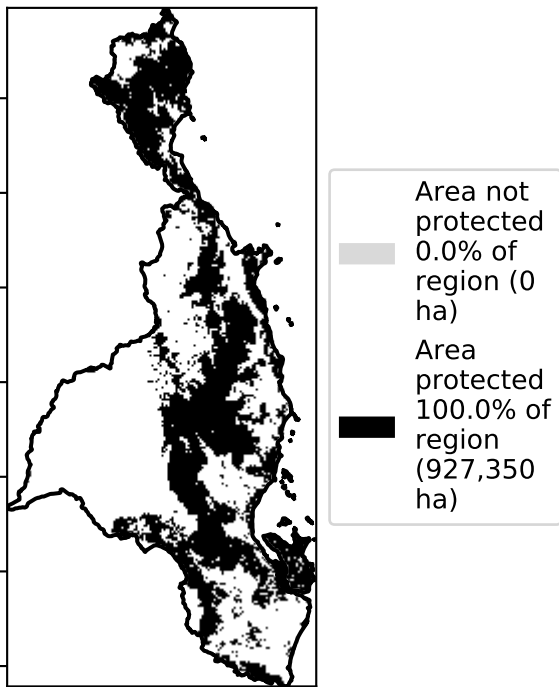 Area not
protected
0.0% of
region (0
ha)
Area
protected
100.0% of
region
(927,350
ha)